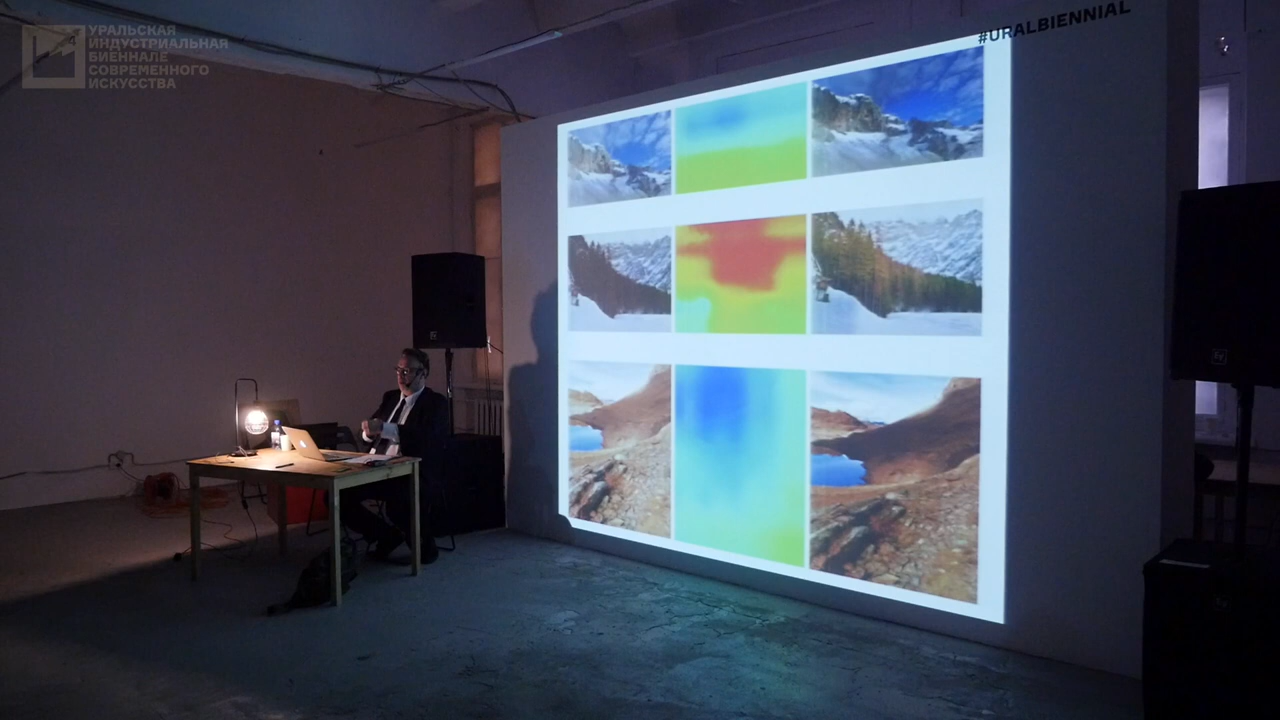 УРАЛЬСКАЯ
ИНДУСТРИАЛЬНАЯ
БИЕННАЛЕ
СОВРЕМЕННОГО
ИСКУССТВА
#URALBIENNIAL